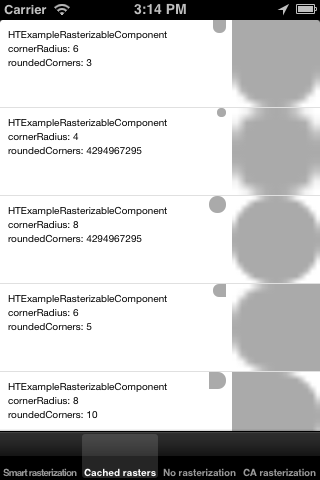 Carrier 3:14 PM
HTExampleRasterizableComponent
cornerRadius: 6
roundedCorners: 3
HTExampleRasterizableComponent
cornerRadius: 4
roundedCorners: 4294967295
HTExampleRasterizableComponent
cornerRadius: 8
roundedCorners: 4294967295
HTExampleRasterizableComponent
cornerRadius: 6
roundedCorners: 5
HTExampleRasterizableComponent
cornerRadius: 8
roundedCorners: 10
Smart rasterization Cached rasters No rasterization CA rasterization